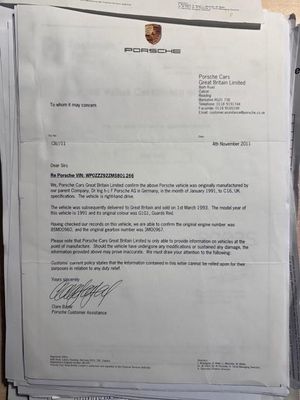 PORSCHE
Porsche Cars
Great Britain Limited
Bath Road
Calcot
Reading
Berkshire RG31 7SE
To whom it may concern
4th November 2011
Dear Sirs
Re Porsche VIN: WP0ZZZ92ZMS801266
We, Porsche Cars Great Britain Limited confirm the above Porsche vehicle was originally manufactured by
our parent Company, Dr Ing h c F Porsche AG in Germany, in the month of January 1991, to C16, UK
specifications. The vehicle is right-hand drive.
The vehicle was subsequently delivered to Great Britain and sold on 1st March 1993. The model year of
this vehicle is 1991 and its original colour was G1G1, Guards Red.
Having checked our records on this vehicle, we are able to confirm that the original engine number was
and the original gearbox number was
Please note that Porsche Cars Great Britain Limited is only able to provide information on vehicles at the
point of manufacture. Should the vehicle have undergone any modifications or sustained any damage, the
information provided above may prove inaccurate. We must draw your attention to the following:
Customs' current policy states that the information contained in this letter cannot be relied upon for their
purposes in relation to any duty relief.
Yours sincerely
Clare
Porsche Customer Assistance